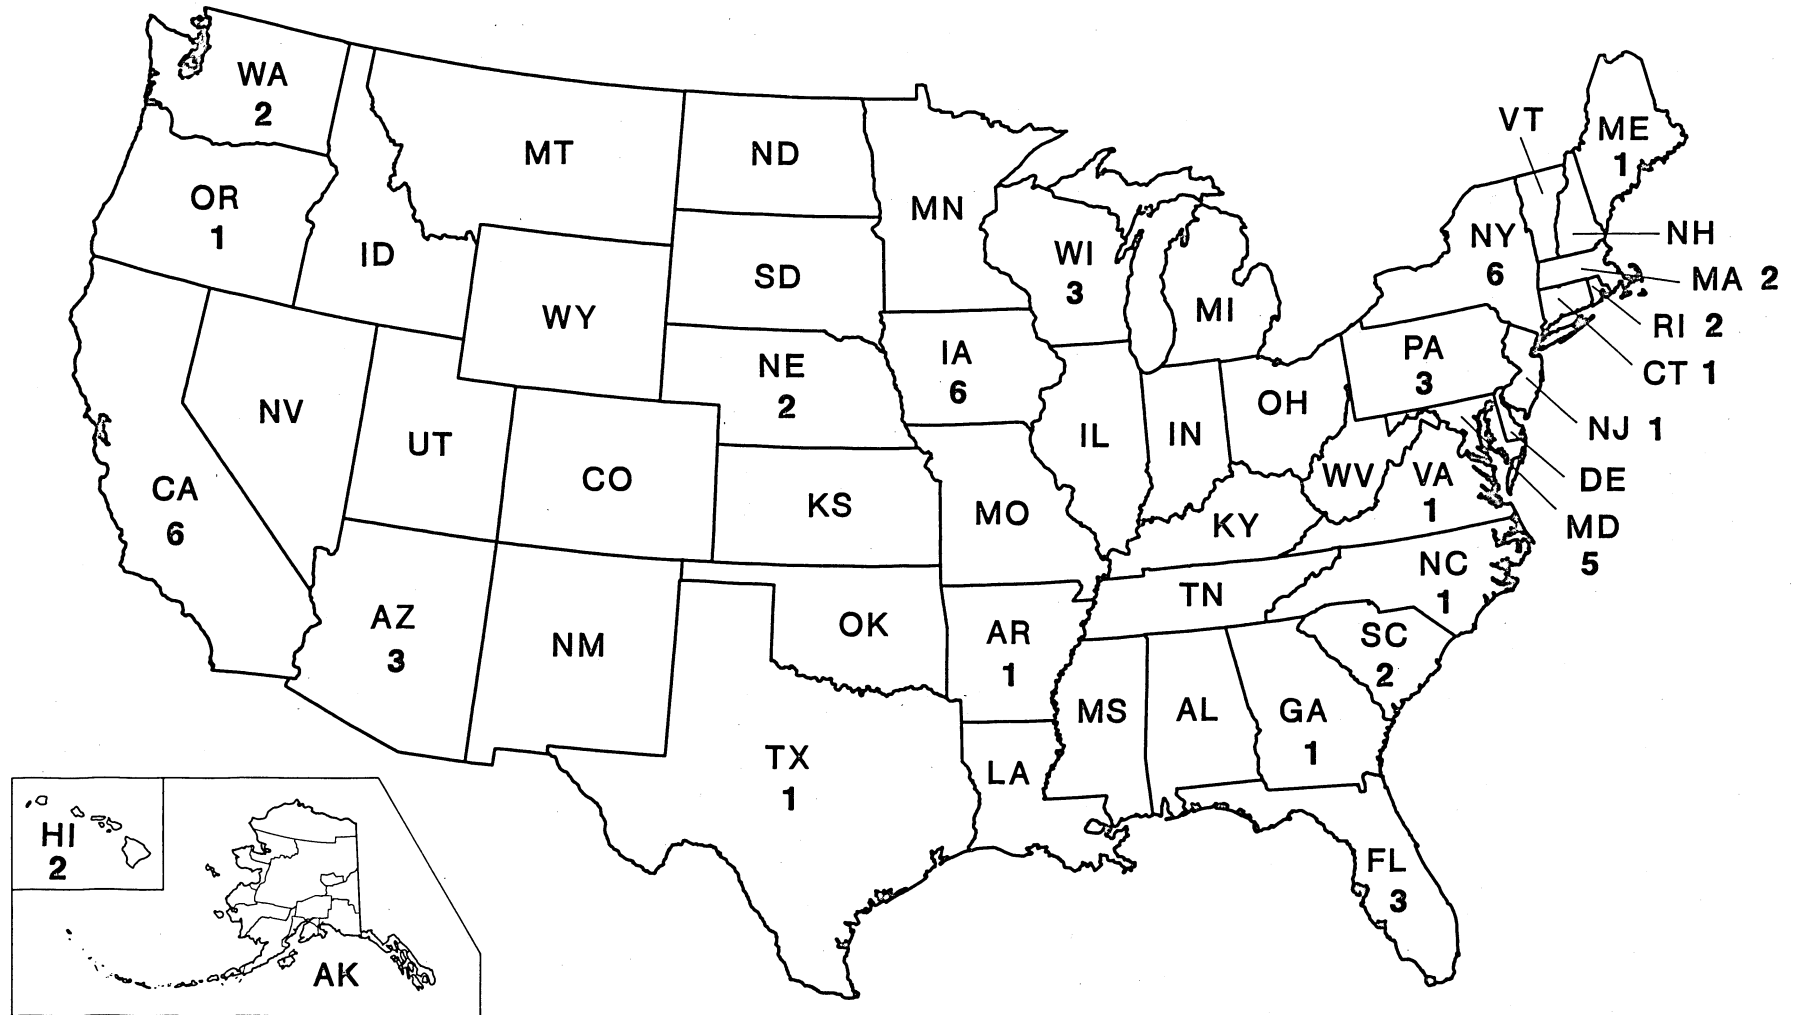 WA
2
MT
ND
MN
VT
ME
1
OR
1
ID
WY
SD
WI
3
MI
NY
6
NH
MA 2
RI 2
CT 1
NJ 1
DE
MD
5
NV
UT
CO
NE
2
IA
6
IL
IN
OH
PA
3
WV
VA
1
CA
6
KS
MO
KY
NC
1
AZ
3
NM
OK
AR
1
TN
SC
2
TX
1
LA
MS
AL
GA
1
FL
3
HI
2
AK